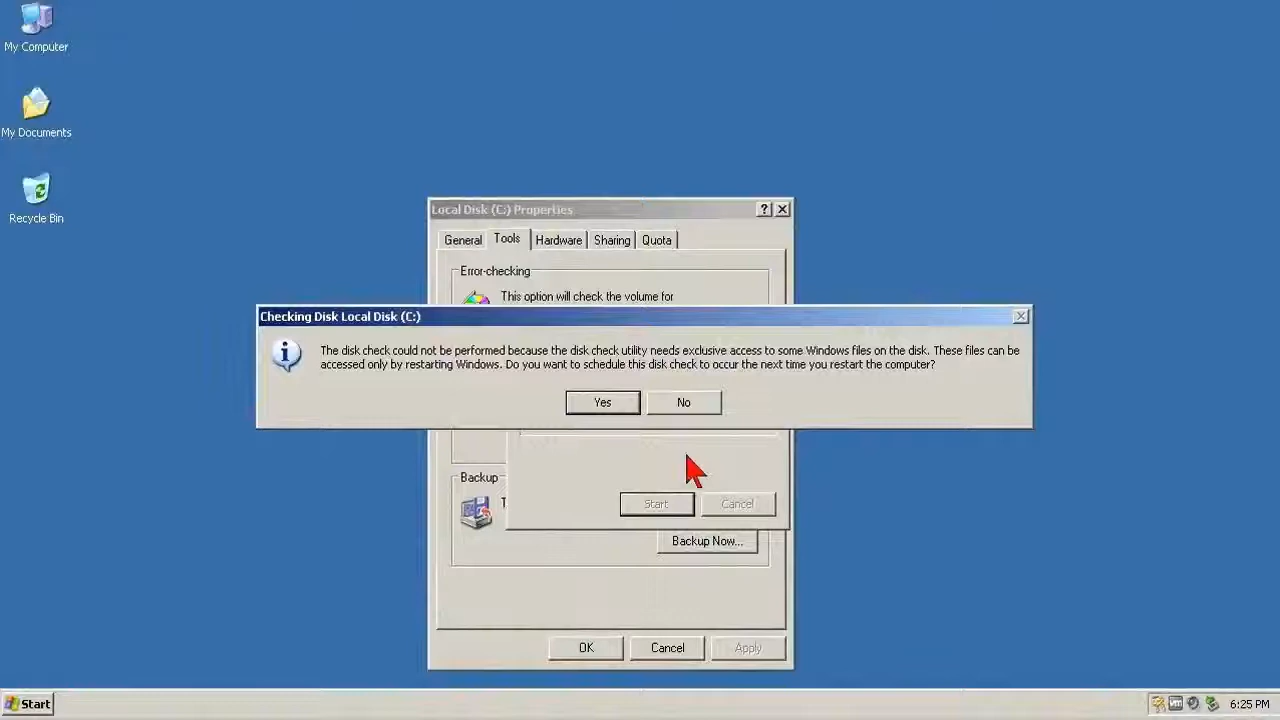 My Computer
My Documents
Recycle Bin
Local Disk (C:) Properties
General
Tools
Hardware
Sharing
Quota
Error-checking
This option will check the volume for
Checking Disk Local Disk (C:)
The disk check could not be performed because the disk check utility needs exclusive access to some Windows files on the disk. These files can be
accessed only by restarting Windows. Do you want to schedule this disk check to occur the next time you restart the computer?
Yes
No
Backup
T
Start
Cancel
Backup Now...
OK
Cancel
Apply
Start
6:25 PM